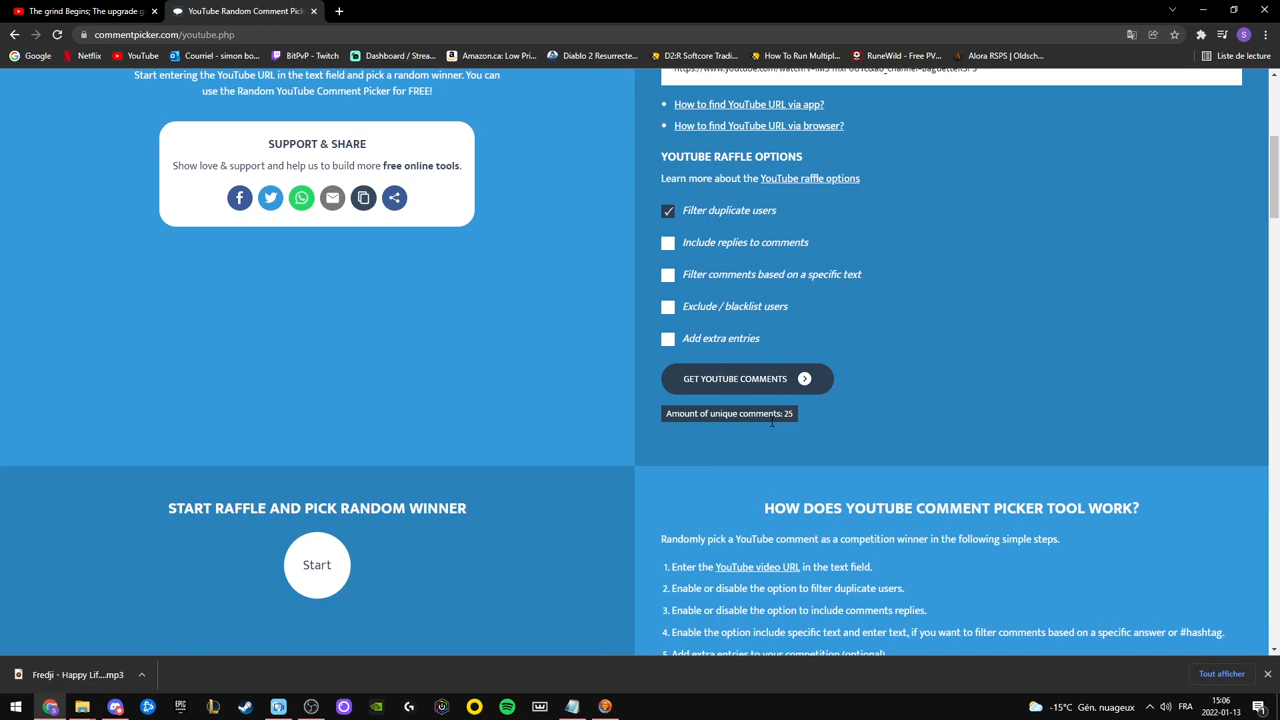 The grind Begins; The upgrade g
YouTube Comment Pic
commentpicker.com/youtube.php
Google
Netflix
YouTube
Courriel - simon bo...
BitPvP - Twitch
Dashboard / Strea...
Amazon.ca: Low Pri...
Diablo 2 Resurrecte...
D2:R Softcore Tradi...
How To Run Multipl...
RuneWild - Free PV...
Alora RSPS | Oldsch...
Liste de lecture
Start entering the YouTube URL in the text field and pick a random winner. You can
use the Random YouTube Comment Picker for FREE!
SUPPORT & SHARE
Show love & support and help us to build more free online tools.
How to find YouTube URL via app?
How to find YouTube URL via browser?
YOUTUBE RAFFLE OPTIONS
Learn more about the YouTube raffle options
Filter duplicate users
Include replies to comments
Filter comments based on a specific text
Exclude / blacklist users
Add extra entries
GET YOUTUBE COMMENTS
Amount of unique comments: 25
START RAFFLE AND PICK RANDOM WINNER
Start
HOW DOES YOUTUBE COMMENT PICKER TOOL WORK?
Randomly pick a YouTube comment as a competition winner in the following simple steps.
1. Enter the YouTube video URL in the text field.
2. Enable or disable the option to filter duplicate users.
3. Enable or disable the option to include comments replies.
4. Enable the option include specific text and enter text, if you want to filter comments based on a specific answer or #hashtag.
5. Add extra entries to your competition (optional)
Fredji - Happy Lif....mp3
Tout afficher
-15°C Gén. nuageux
FRA
15:06
2022-01-13